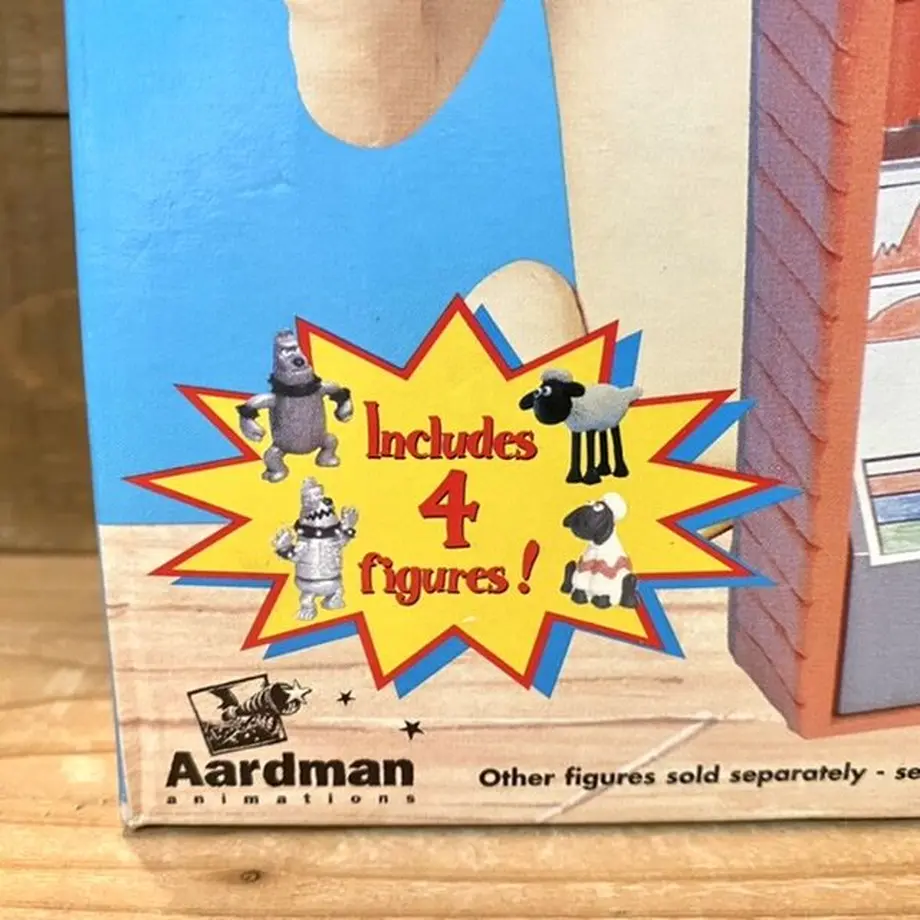 Includes
4
figures!
Aardman
animations
Other figures sold separately - se